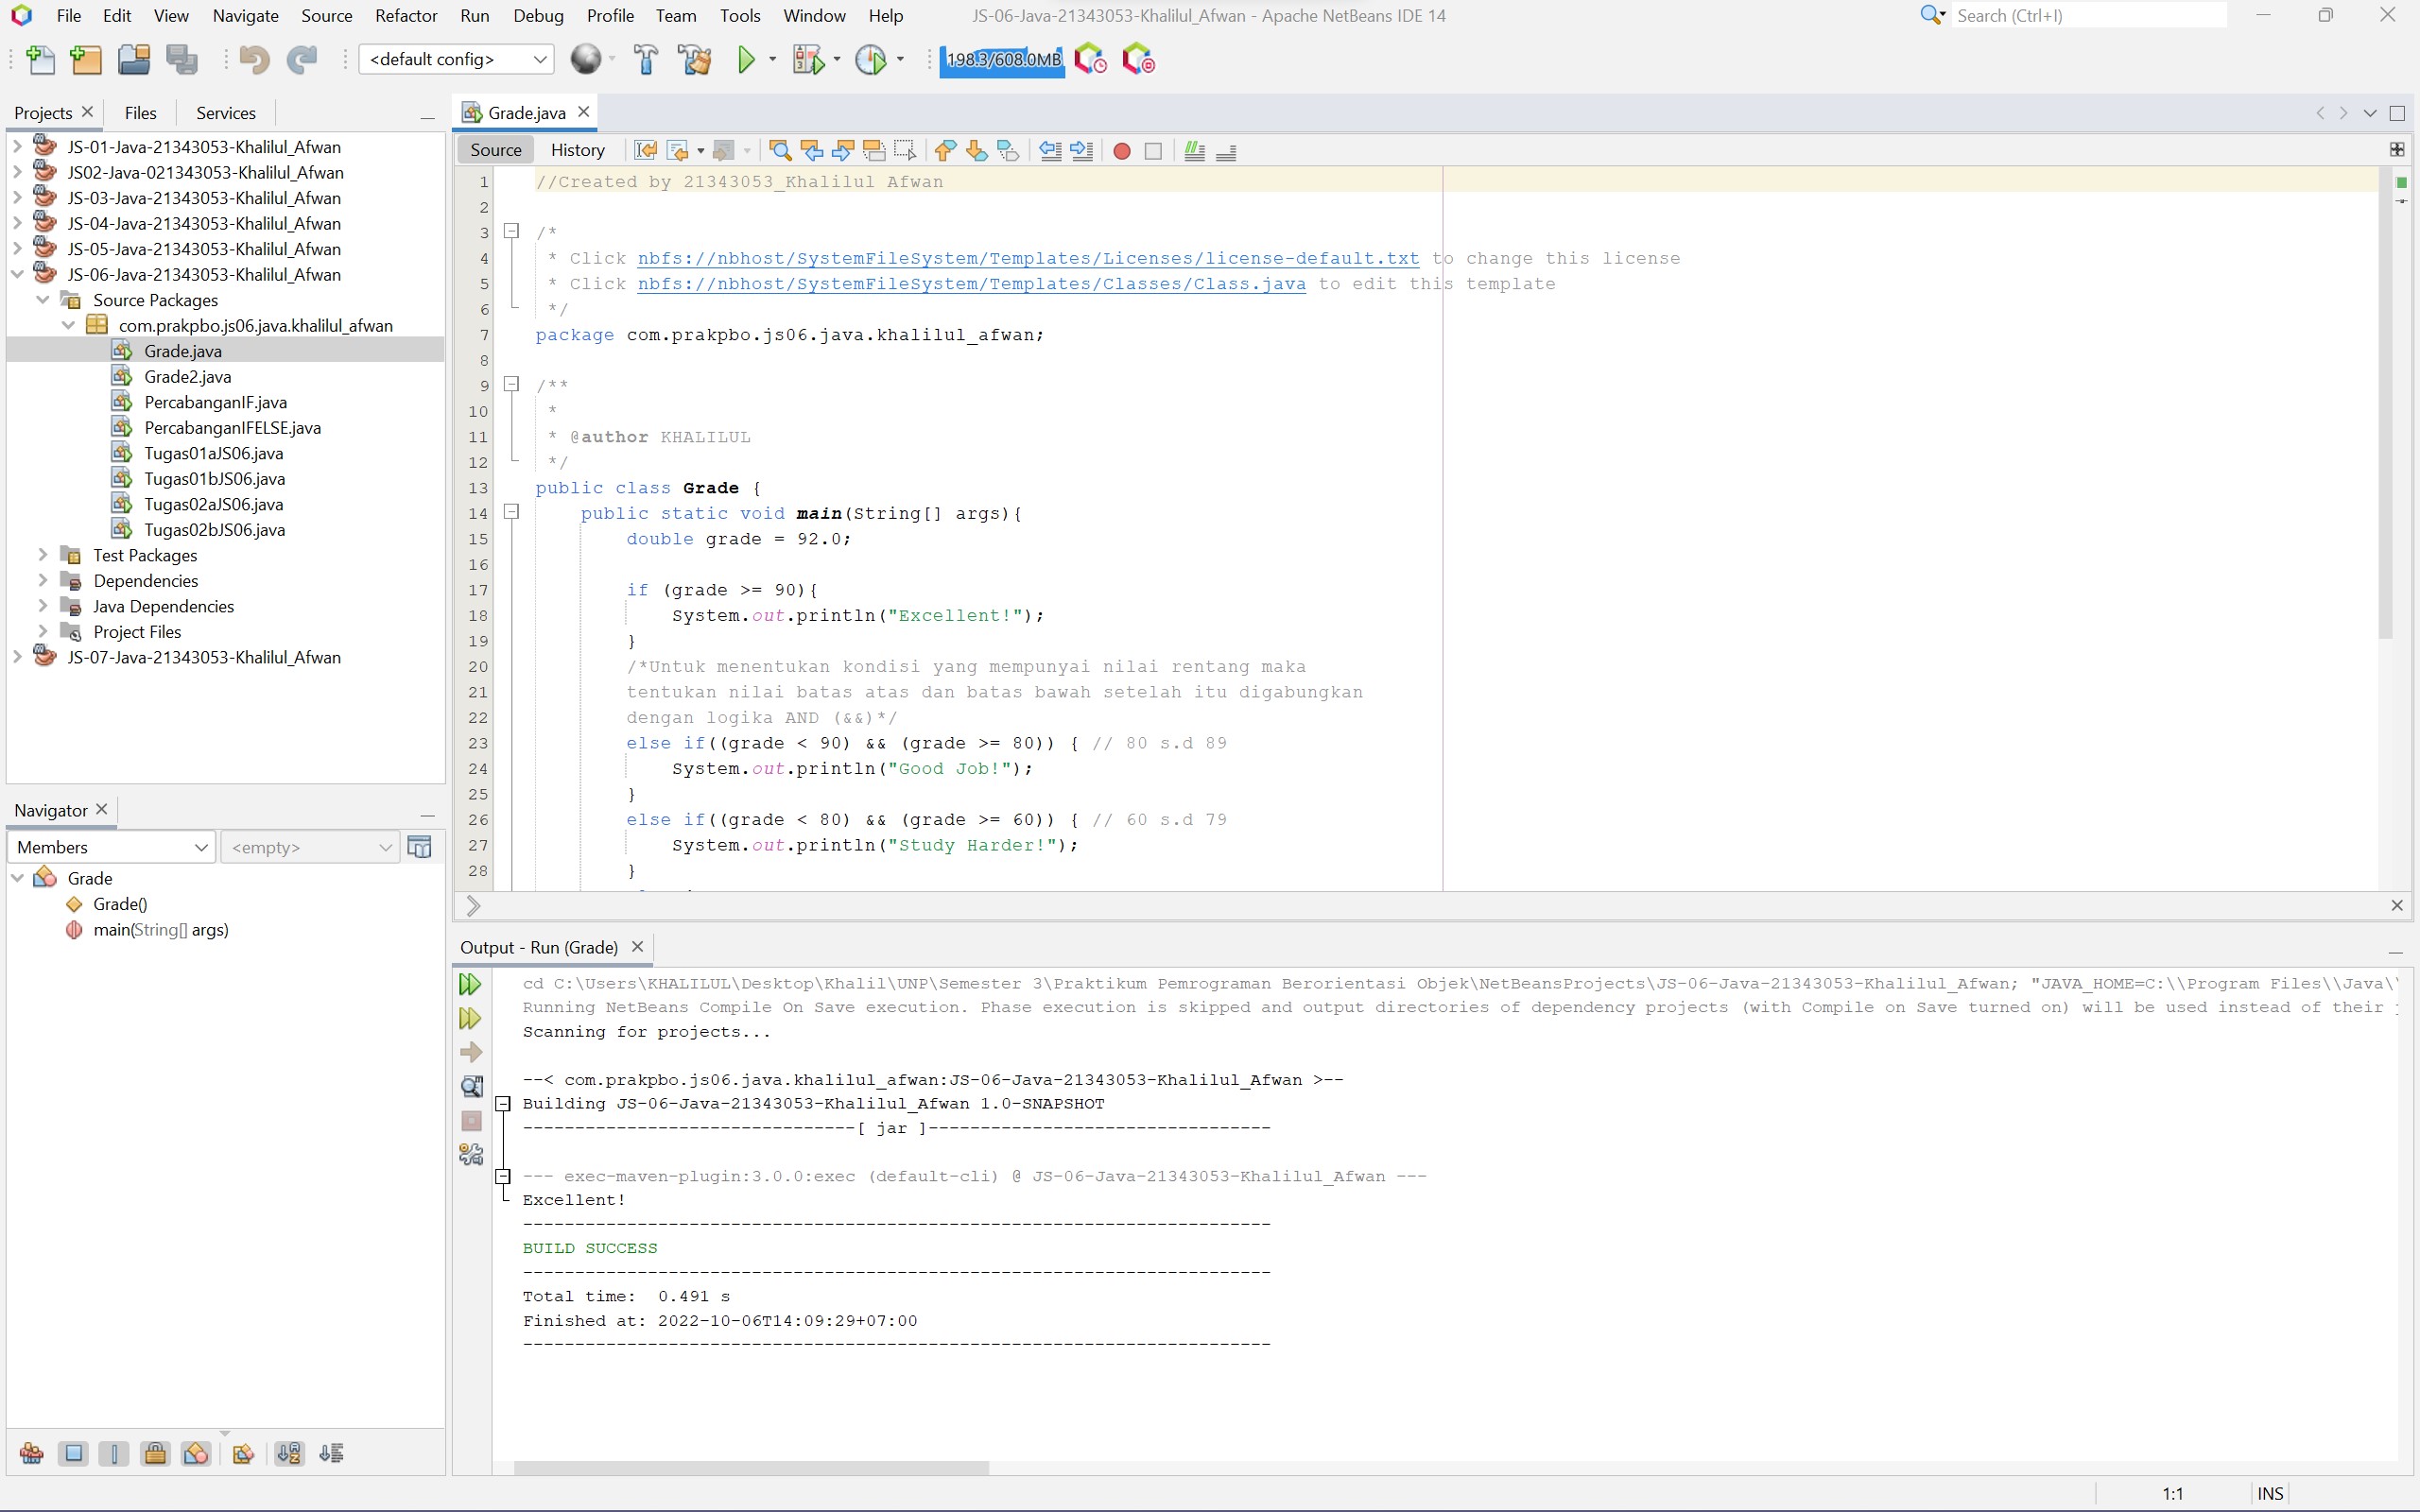 File Edit View Navigate Source Refactor Run Debug Profile Team Tools Window Help
JS-06-Java-21343053-Khalilul_Afwan - Apache NetBeans IDE 14
Search (Ctrl+I)
<default config>
198.3/608.0MB
Projects Files Services
JS-01-Java-21343053-Khalilul_Afwan
JS02-Java-021343053-Khalilul_Afwan
JS-03-Java-21343053-Khalilul_Afwan
JS-04-Java-21343053-Khalilul_Afwan
JS-05-Java-21343053-Khalilul_Afwan
JS-06-Java-21343053-Khalilul_Afwan
Source Packages
com.prakpbo.js06.java.khalilul_afwan
Grade.java
Grade2.java
PercabanganIF.java
PercabanganIFELSE.java
Tugas01aJS06.java
Tugas01bJS06.java
Tugas02aJS06.java
Tugas02bJS06.java
Test Packages
Dependencies
Java Dependencies
Project Files
JS-07-Java-21343053-Khalilul_Afwan
Navigator
Members <empty>
Grade
Grade()
main(String[] args)
Grade.java
Source History
1 //Created by 21343053_Khalilul Afwan
2
3 /*
4 * Click nbfs://nbhost/SystemFileSystem/Templates/Licenses/license-default.txt to change this license
5 * Click nbfs://nbhost/SystemFileSystem/Templates/Classes/Class.java to edit this template
6 */
7 package com.prakpbo.js06.java.khalilul_afwan;
8
9 /**
10 *
11 * @author KHALILUL
12 */
13 public class Grade {
14 public static void main(String[] args){
15 double grade = 92.0;
16
17 if (grade >= 90){
18 System.out.println("Excellent!");
19 }
20 /*Untuk menentukan kondisi yang mempunyai nilai rentang maka
21 tentukan nilai batas atas dan batas bawah setelah itu digabungkan
22 dengan logika AND (&&)*/
23 else if((grade < 90) && (grade >= 80)) { // 80 s.d 89
24 System.out.println("Good Job!");
25 }
26 else if((grade < 80) && (grade >= 60)) { // 60 s.d 79
27 System.out.println("Study Harder!");
28 }
Output - Run (Grade)
cd C:\Users\KHALILUL\Desktop\Khalil\UNP\Semester 3\Praktikum Pemrograman Berorientasi Objek\NetBeansProjects\JS-06-Java-21343053-Khalilul_Afwan; "JAVA_HOME=C:\\Program Files\\Java\\
Running NetBeans Compile On Save execution. Phase execution is skipped and output directories of dependency projects (with Compile on Save turned on) will be used instead of their
Scanning for projects...
--< com.prakpbo.js06.java.khalilul_afwan:JS-06-Java-21343053-Khalilul_Afwan >--
Building JS-06-Java-21343053-Khalilul_Afwan 1.0-SNAPSHOT
--------------------------------[ jar ]---------------------------------
--- exec-maven-plugin:3.0.0:exec (default-cli) @ JS-06-Java-21343053-Khalilul_Afwan ---
Excellent!
------------------------------------------------------------------------
BUILD SUCCESS
------------------------------------------------------------------------
Total time: 0.491 s
Finished at: 2022-10-06T14:09:29+07:00
------------------------------------------------------------------------
1:1 INS